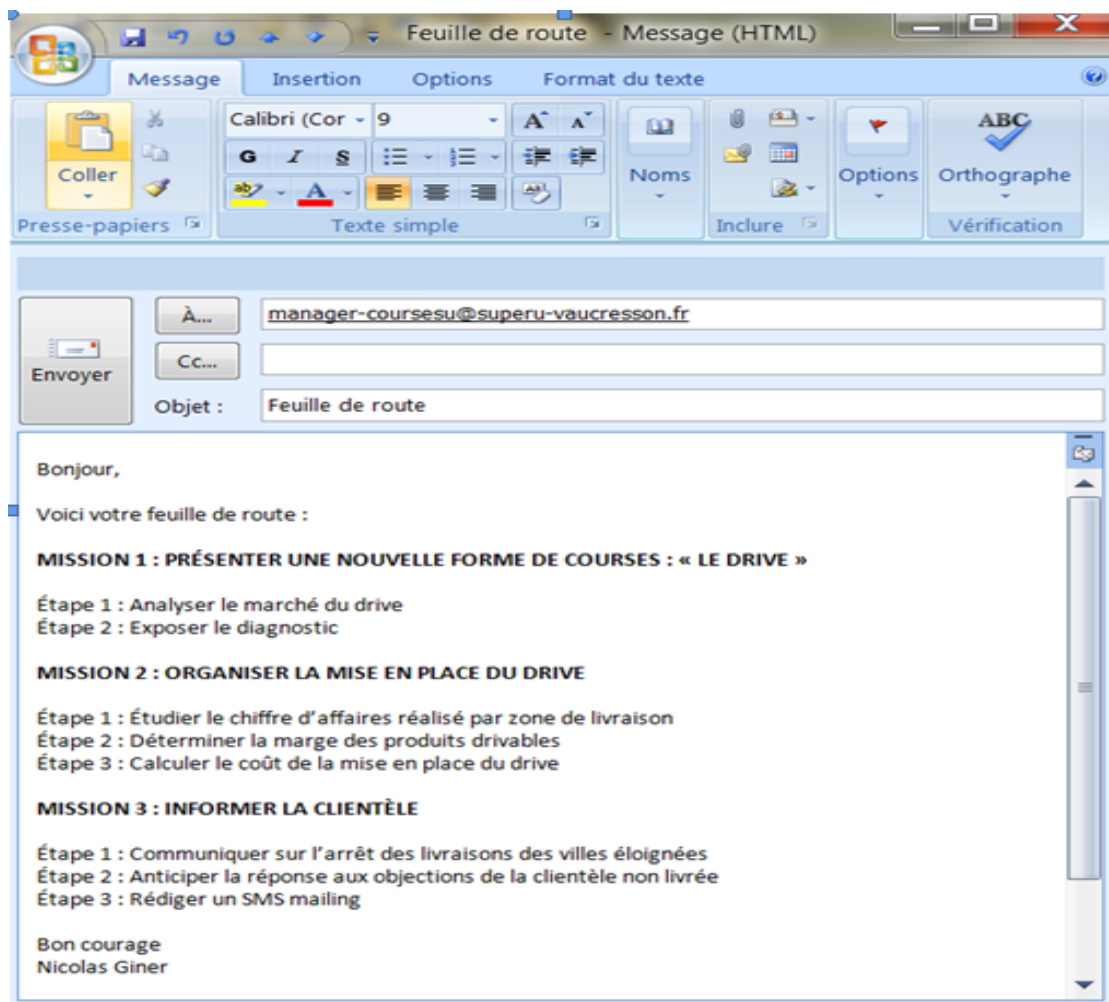 Feuille de route - Message (HTML)
Message Insertion Options Format du texte
Calibri (Cor 9
Coller
G I S
Noms
Options
ABC
Orthographe
Presse-papiers Texte simple Inclure Vérification
Envoyer
À... manager-coursesu@superu-vaucresson.fr
Cc...
Objet : Feuille de route
Bonjour,
Voici votre feuille de route :
MISSION 1 : PRÉSENTER UNE NOUVELLE FORME DE COURSES : « LE DRIVE »
Étape 1 : Analyser le marché du drive
Étape 2 : Exposer le diagnostic
MISSION 2 : ORGANISER LA MISE EN PLACE DU DRIVE
Étape 1 : Étudier le chiffre d’affaires réalisé par zone de livraison
Étape 2 : Déterminer la marge des produits drivables
Étape 3 : Calculer le coût de la mise en place du drive
MISSION 3 : INFORMER LA CLIENTÈLE
Étape 1 : Communiquer sur l’arrêt des livraisons des villes éloignées
Étape 2 : Anticiper la réponse aux objections de la clientèle non livrée
Étape 3 : Rédiger un SMS mailing
Bon courage
Nicolas Giner